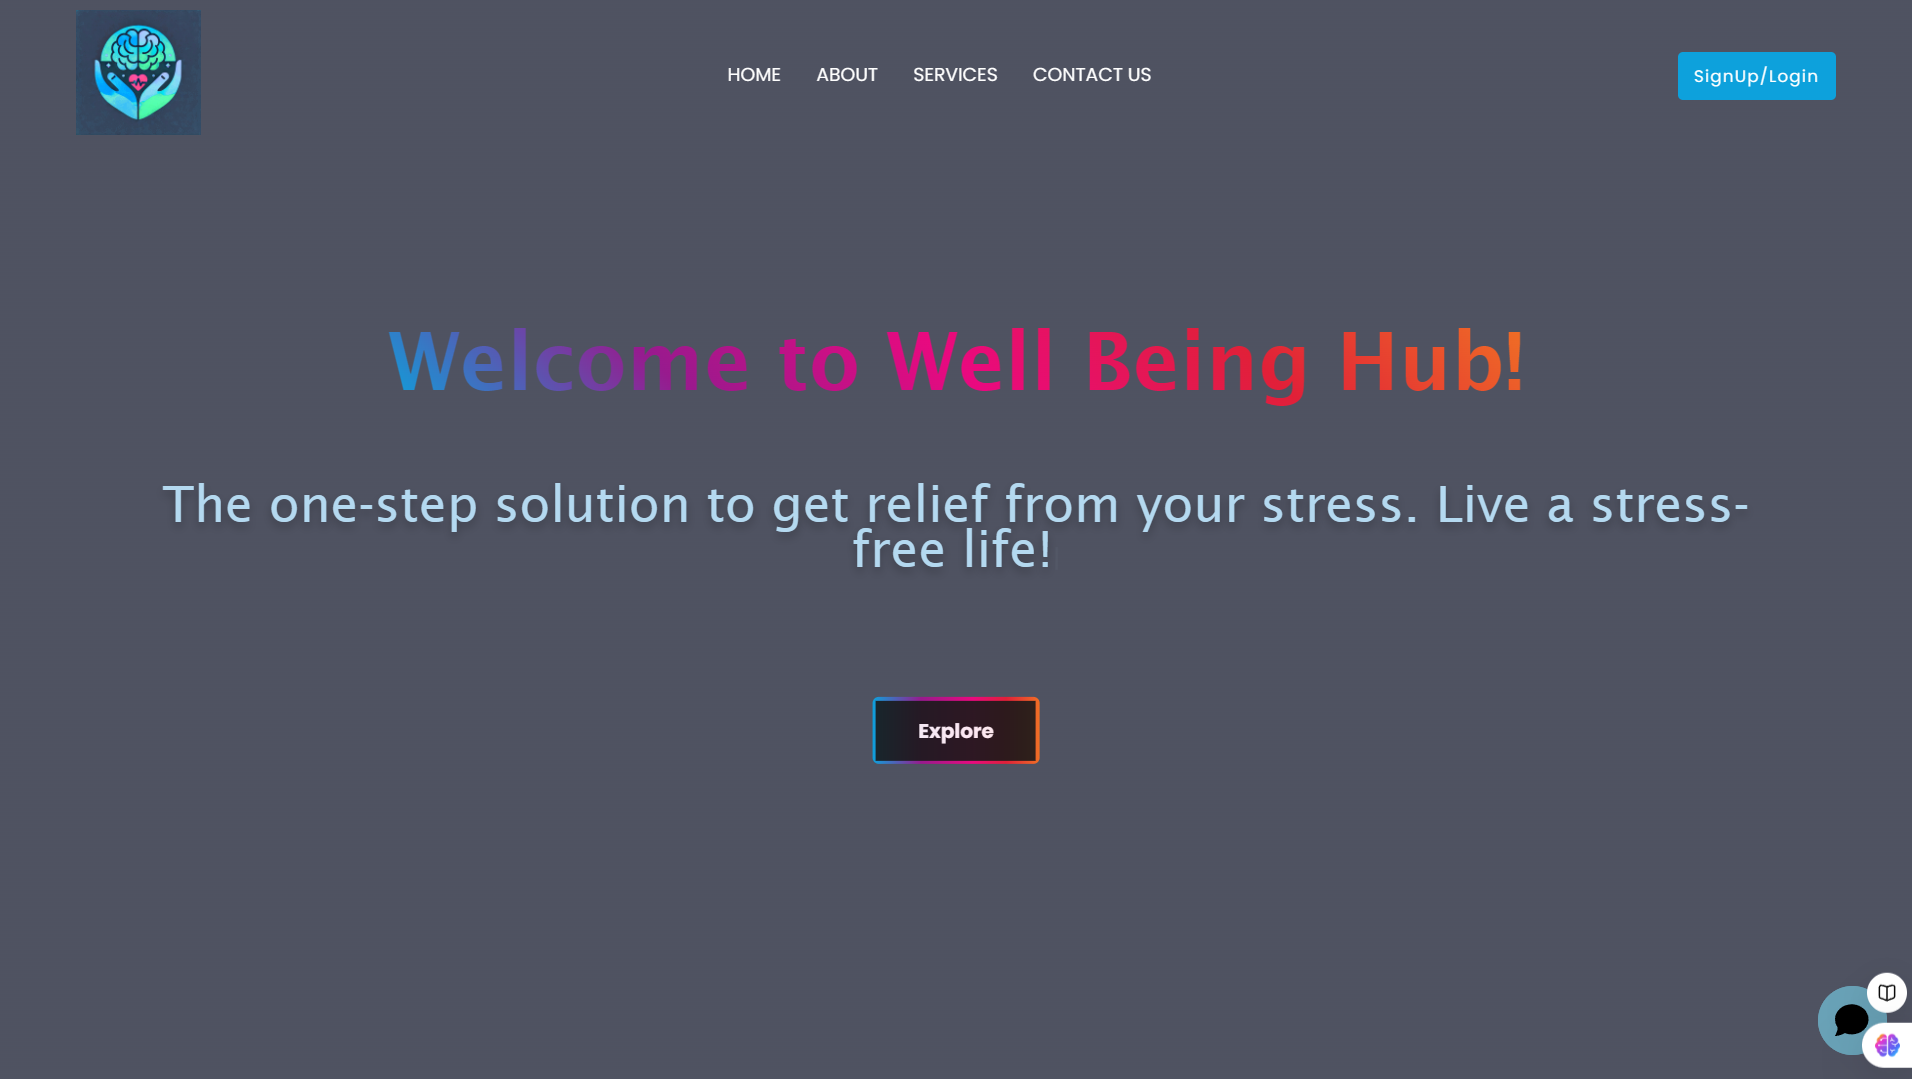 HOME ABOUT SERVICES CONTACT US
SignUp/Login
Welcome to Well Being Hub!
The one-step solution to get relief from your stress. Live a stress-
free life!
Explore